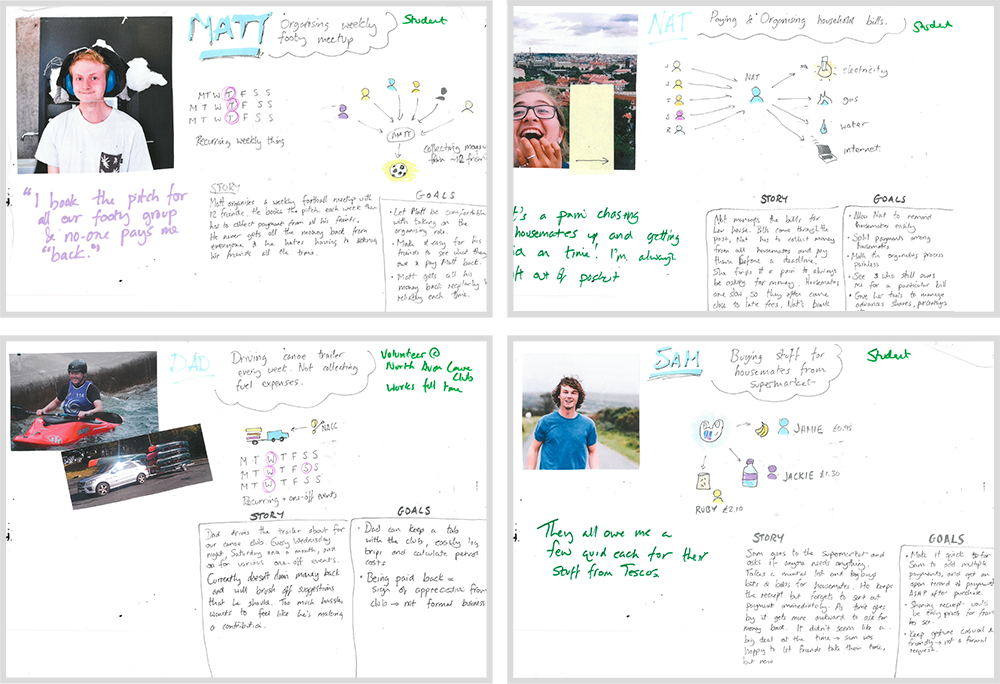 MATT
Organising weekly
footy meetup
Student
M T W T F S S
M T W T F S S
M T W T F S S
Recurring weekly thing
MATT
collecting money
from ~12 friends
"I book the pitch for
all our footy group
& no-one pays me
back."
STORY
Matt organises a weekly football meetup with
12 friends. He books the pitch each week then
has to collect payment from all his friends.
He never gets all the money back from
everyone & he hates having to
his friends all the time.
GOALS
• Let Matt be comfortable
with taking on the
organising role.
• Make it easy for his
friends to see what they
owe & pay Matt back.
• Matt gets all his
money back regularly &
reliably each time.
NAT
Paying & Organising household bills.
Student
NAT
electricity
gas
water
internet
t's a pain chasing
housemates up and getting
on time. I'm always
ft out of pocket
STORY
Nat manages the bills for
her house. Bills come through the
post, Nat has to collect money
from all housemates and pay
them before a deadline.
She finds it a pain to always
be asking for money. Housemates
are slow, so they often come
close to late fees. Nat's bank
GOALS
• Allow Nat to remind
housemates easily
• Split payments among
housemates
• Make the organisers process
painless
• See who still owes
me for a particular bill
• Give her tools to manage
advanced shares, percentages
DAD
Driving canoe trailer
every week. Not collecting
fuel expenses.
Volunteer @
North Avon Canoe
Club
Works full time
NACC
M T W T F S S
M T W T F S S
M T W T F S S
Recurring + one-off events
STORY
Dad drives the trailer about for
our canoe club. Every Wednesday
night, Saturday once a month, and
for various one-off events.
Currently doesn't claim money back
and will brush off suggestions
that he should. Too much hassle,
wants to feel like he's making
a contribution.
GOALS
• Dad can keep a tab
with the club, easily log
trips and calculate petrol
costs
• Being paid back =
sign of appreciation from
club → not formal business
SAM
Buying stuff for
housemates from
supermarket
Student
JAMIE £0.95
JACKIE £1.30
RUBY £2.10
They all owe me a
few quid each for their
stuff from Tescos
STORY
Sam goes to the supermarket and
asks if anyone needs anything.
Takes a mental list and buys
bits & bobs for housemates. He keeps
the receipt but forgets to sort out
payment immediately. As time goes
by it gets more awkward to ask for
money back. It didn't seem like a
big deal at the time → Sam was
happy to let friends take their time,
but now
GOALS
• Make it quick to for
Sam to add multiple
payments, and get an
open record of payments
ASAP after purchase.
• Sharing receipt could
be entry points for
• Keep gesture casual &
friendly → not a formal
request.